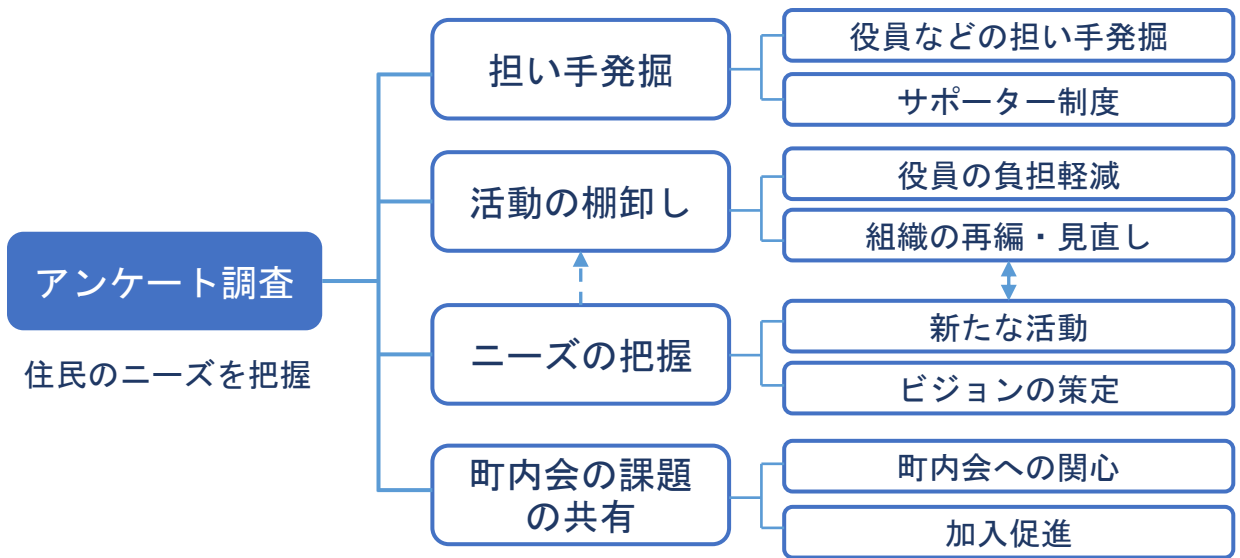 アンケート調査
住民のニーズを把握
担い手発掘
役員などの担い手発掘
サポーター制度
活動の棚卸し
役員の負担軽減
組織の再編・見直し
ニーズの把握
新たな活動
ビジョンの策定
町内会の課題
の共有
町内会への関心
加入促進